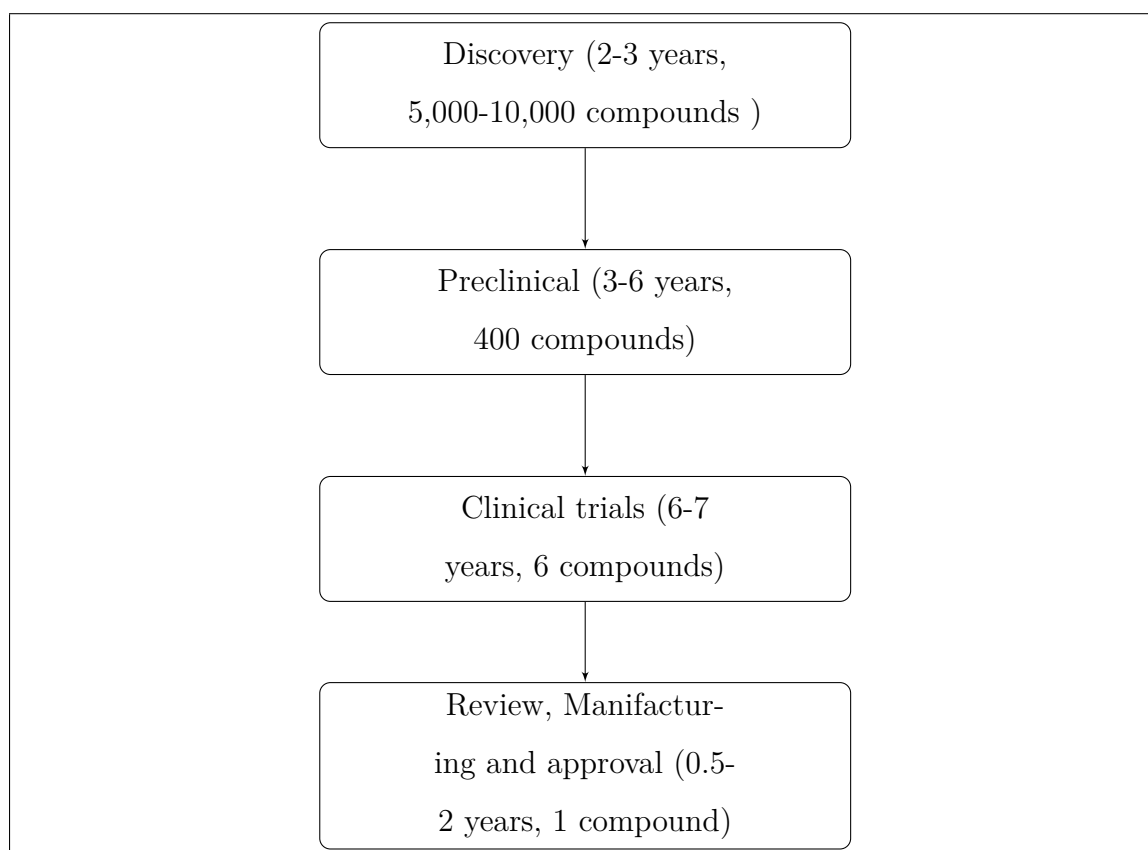 Discovery (2-3 years,
5,000-10,000 compounds )
Preclinical (3-6 years,
400 compounds)
Clinical trials (6-7
years, 6 compounds)
Review, Manifactur-
ing and approval (0.5-
2 years, 1 compound)